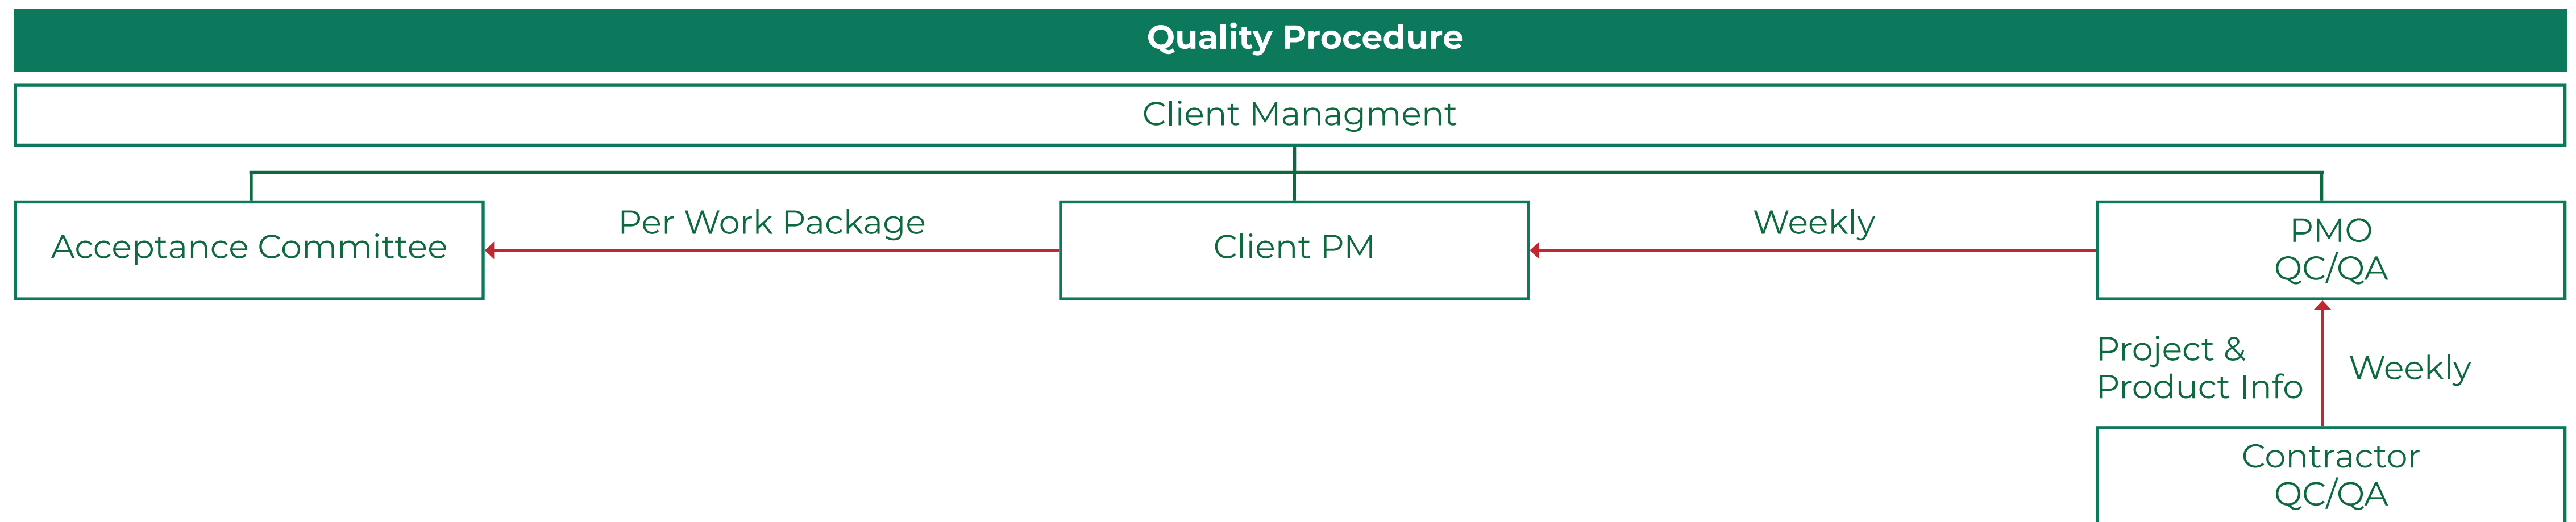 Quality Procedure
Client Managment
Acceptance Committee
Per Work Package
Client PM
Weekly
PMO
QC/QA
Project &
Product Info
Weekly
Contractor
QC/QA